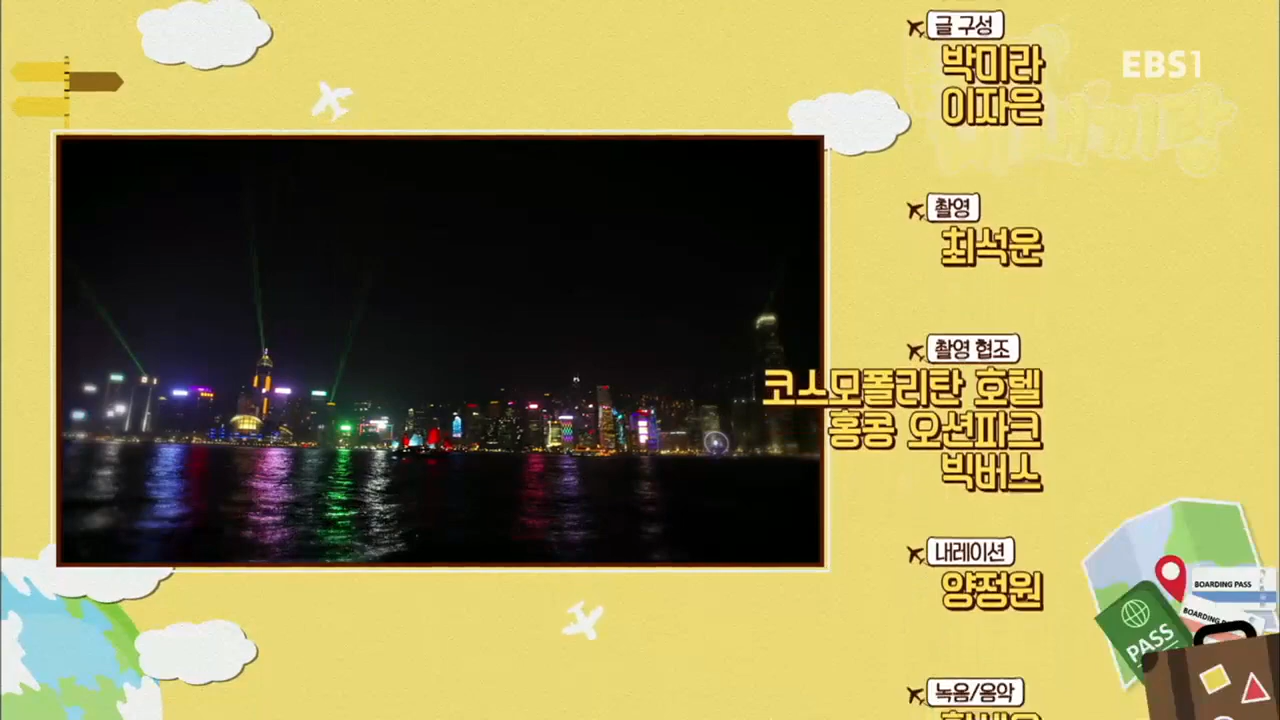 글 구성
박미라
이자은
EBS1
촬영
최석운
촬영 협조
코스모폴리탄 호텔
홍콩 오션파크
빅버스
내레이션
양정원
BOARDING PASS
BOARDING
PASS
녹음/음악